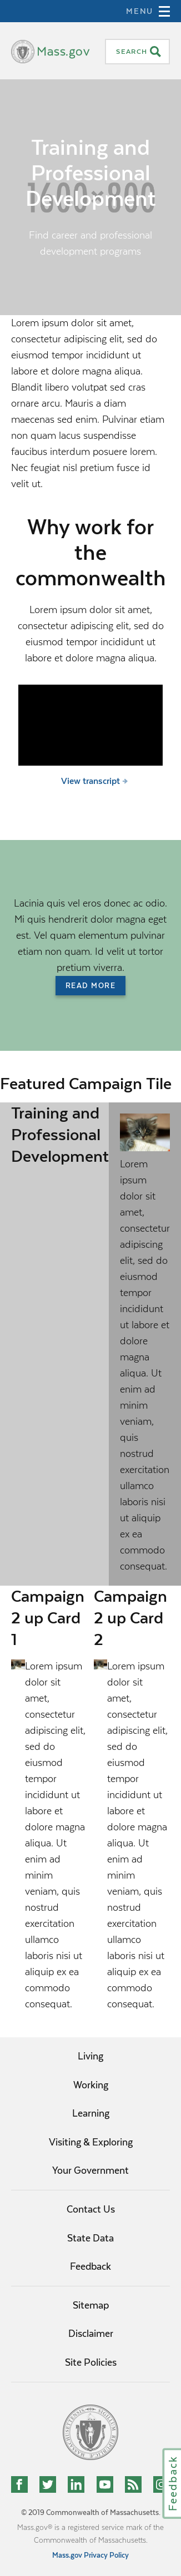 MENU
Mass.gov
SEARCH
1600×800
Training and
Professional
Development
Find career and professional
development programs
Lorem ipsum dolor sit amet,
consectetur adipiscing elit, sed do
eiusmod tempor incididunt ut
labore et dolore magna aliqua.
Blandit libero volutpat sed cras
ornare arcu. Mauris a diam
maecenas sed enim. Pulvinar etiam
non quam lacus suspendisse
faucibus interdum posuere lorem.
Nec feugiat nisl pretium fusce id
velit ut.
Why work for
the
commonwealth
Lorem ipsum dolor sit amet,
consectetur adipiscing elit, sed do
eiusmod tempor incididunt ut
labore et dolore magna aliqua.
View transcript
Lacinia quis vel eros donec ac odio.
Mi quis hendrerit dolor magna eget
est. Vel quam elementum pulvinar
etiam non quam. Id velit ut tortor
pretium viverra.
READ MORE
Featured Campaign Tile
Training and
Professional
Development
Lorem
ipsum
dolor sit
amet,
consectetur
adipiscing
elit, sed do
eiusmod
tempor
incididunt
ut labore et
dolore
magna
aliqua. Ut
enim ad
minim
veniam,
quis
nostrud
exercitation
ullamco
laboris nisi
ut aliquip
ex ea
commodo
consequat.
Campaign
2 up Card
1
Lorem ipsum
dolor sit
amet,
consectetur
adipiscing elit,
sed do
eiusmod
tempor
incididunt ut
labore et
dolore magna
aliqua. Ut
enim ad
minim
veniam, quis
nostrud
exercitation
ullamco
laboris nisi ut
aliquip ex ea
commodo
consequat.
Campaign
2 up Card
2
Lorem ipsum
dolor sit
amet,
consectetur
adipiscing elit,
sed do
eiusmod
tempor
incididunt ut
labore et
dolore magna
aliqua. Ut
enim ad
minim
veniam, quis
nostrud
exercitation
ullamco
laboris nisi ut
aliquip ex ea
commodo
consequat.
Living
Working
Learning
Visiting & Exploring
Your Government
Contact Us
State Data
Feedback
Sitemap
Disclaimer
Site Policies
Feedback
© 2019 Commonwealth of Massachusetts.
Mass.gov® is a registered service mark of the
Commonwealth of Massachusetts.
Mass.gov Privacy Policy